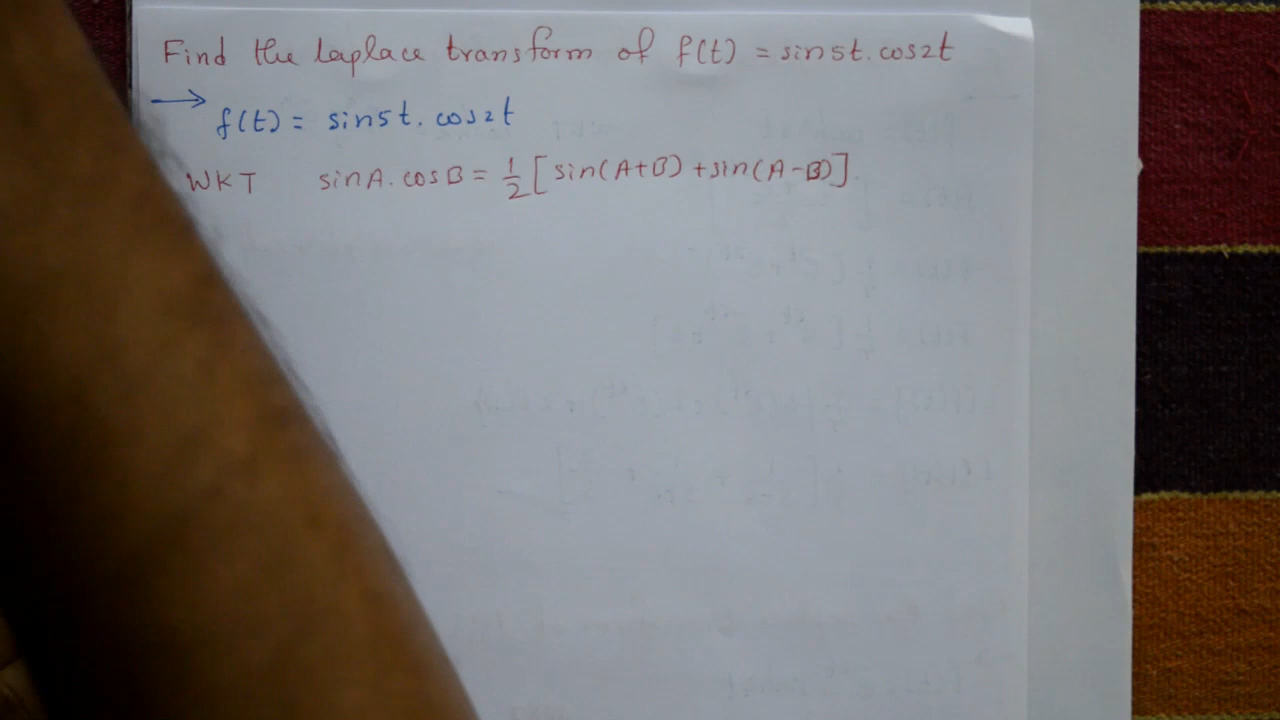 Find the laplace transform of f(t) = sin5t. cos2t
→ f(t) = sin5t. cos2t
WKT sinA. cosB = 1/2 [ sin(A+B) + sin(A-B)]